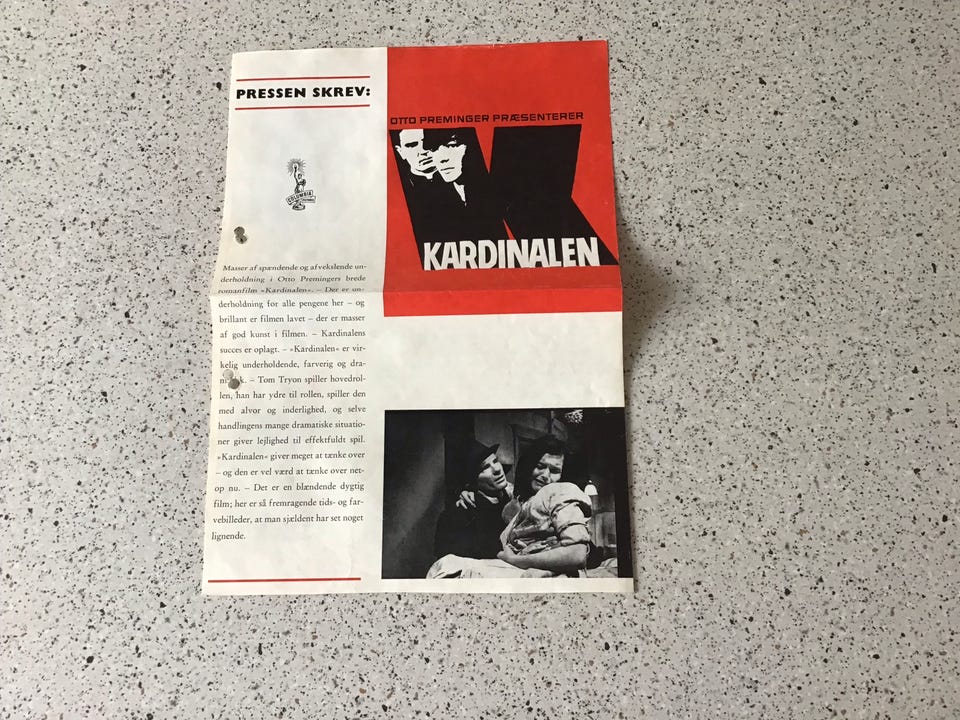 PRESSEN SKREV:
COLUMBIA
Masser af spændende og afvekslende un-
derholdning i Otto Premingers brede
romanfilm »Kardinalen«. – Der er un-
derholdning for alle pengene her – og
brillant er filmen lavet – der er masser
af god kunst i filmen. – Kardinalens
succes er oplagt. – »Kardinalen« er vir-
kelig underholdende, farverig og dra-
– Tom Tryon spiller hovedrol-
len, han har ydre til rollen, spiller den
med alvor og inderlighed, og selve
handlingens mange dramatiske situatio-
ner giver lejlighed til effektfuldt spil.
»Kardinalen« giver meget at tænke over
– og den er vel værd at tænke over net-
op nu. – Det er en blændende dygtig
film; her er så fremragende tids- og far-
vebilleder, at man sjældent har set noget
lignende.
OTTO PREMINGER PRÆSENTERER
K
KARDINALEN